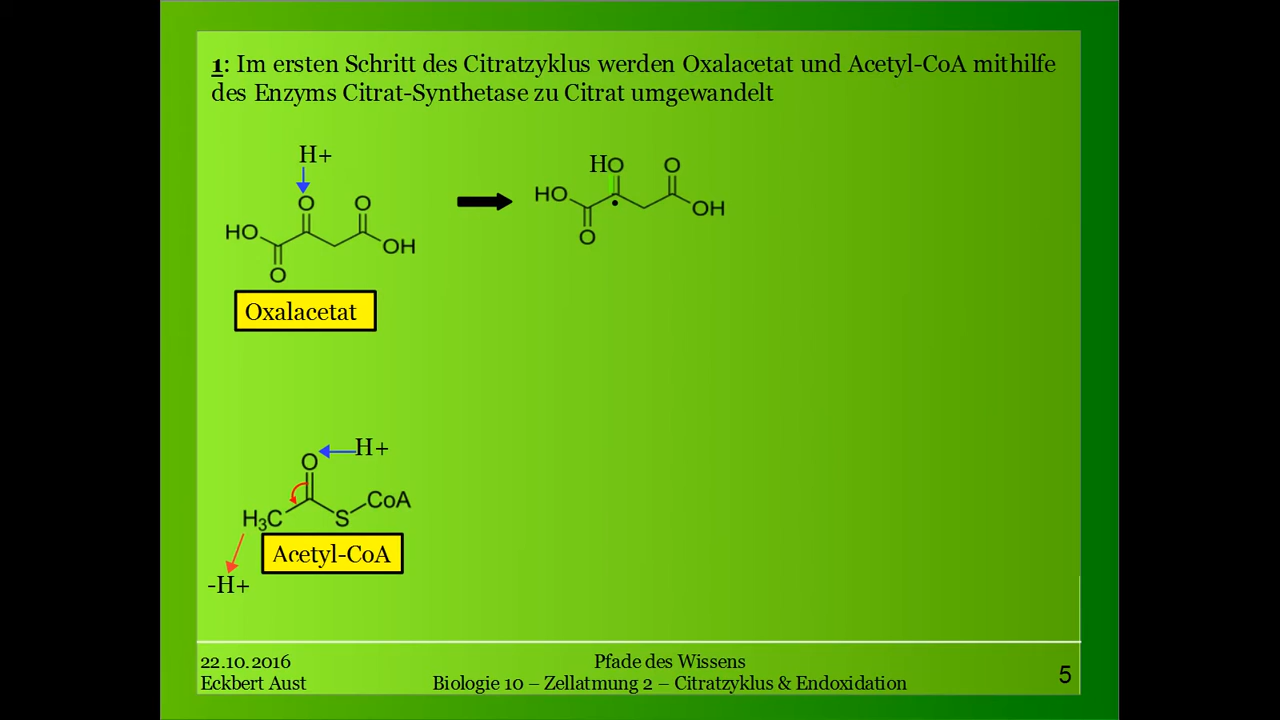 1: Im ersten Schritt des Citratzyklus werden Oxalacetat und Acetyl-CoA mithilfe
des Enzyms Citrat-Synthetase zu Citrat umgewandelt
H+
O O
HO
OH
O
Oxalacetat
HO O
HO
OH
O
H+
O
CoA
H₃C S
Acetyl-CoA
-H+
22.10.2016
Eckbert Aust
Pfade des Wissens
Biologie 10 – Zellatmung 2 – Citratzyklus & Endoxidation
5